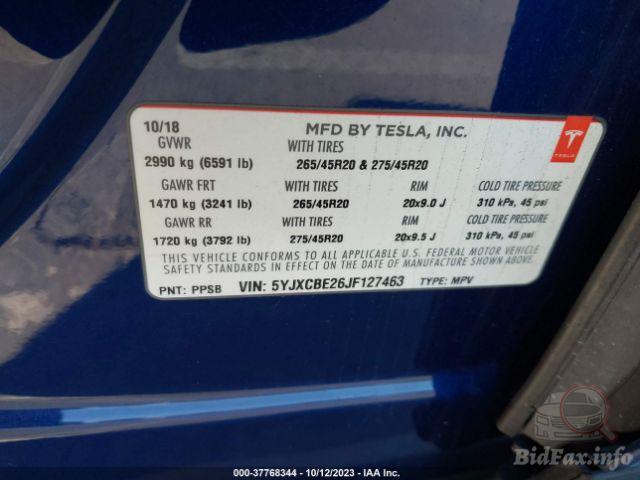 10/18 MFD BY TESLA, INC.
GVWR WITH TIRES
2990 kg (6591 lb) 265/45R20 & 275/45R20
GAWR FRT WITH TIRES RIM COLD TIRE PRESSURE
1470 kg (3241 lb) 265/45R20 20x9.0 J 310 kPa, 45 psi
GAWR RR WITH TIRES RIM COLD TIRE PRESSURE
1720 kg (3792 lb) 275/45R20 20x9.5 J 310 kPa, 45 psi
THIS VEHICLE CONFORMS TO ALL APPLICABLE U.S. FEDERAL MOTOR VEHICLE
SAFETY STANDARDS IN EFFECT ON THE DATE OF MANUFACTURE SHOWN ABOVE.
PNT: PPSB VIN: 5YJXCBE26JF127463 TYPE: MPV
TESLA
BidFax.info
000-37768344 - 10/12/2023 - IAA Inc.